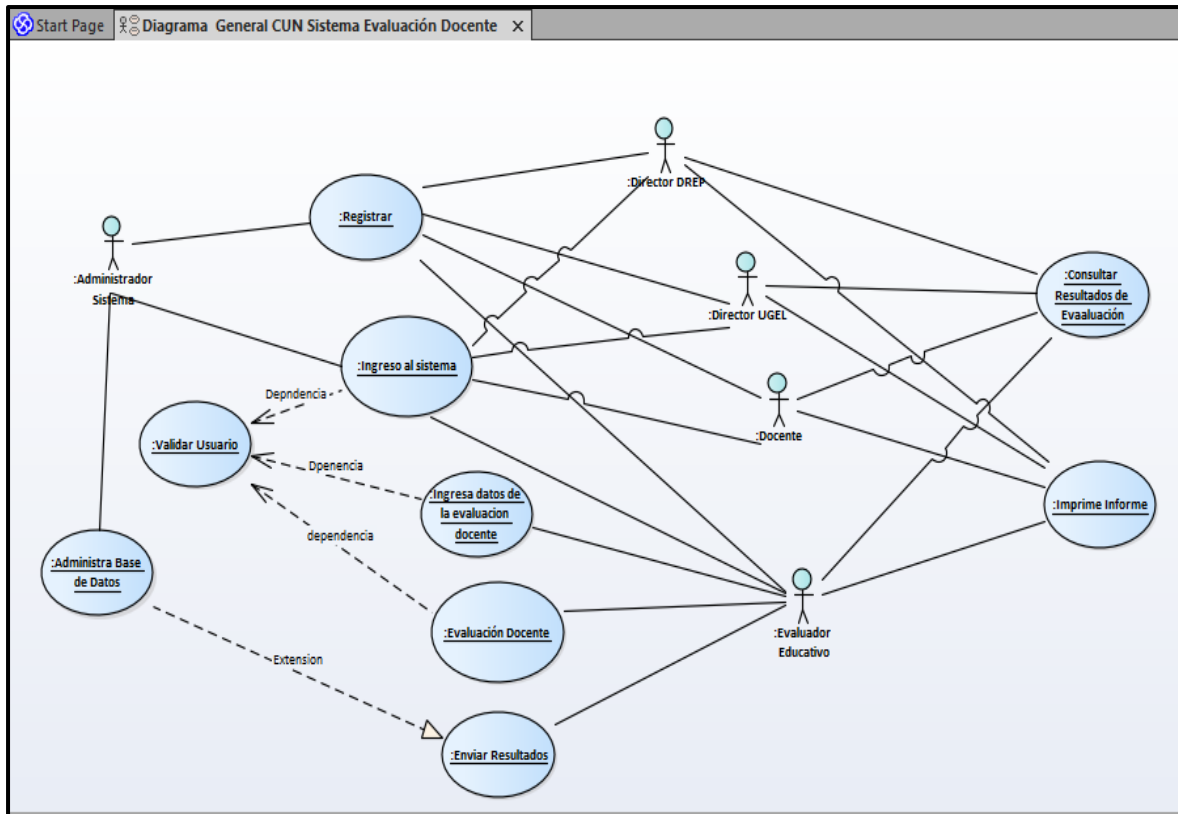 Start Page
Diagrama General CUN Sistema Evaluación Docente X
:Director DREP
:Registrar
:Administrador
Sistema
:Consultar
Resultados de
Evaaluación
:Director UGEL
:Ingreso al sistema
Depndencia
:Docente
:Validar Usuario
Dpenencia
:Ingresa datos de
la evaluacion
docente
:Imprime Informe
dependencia
:Administra Base
de Datos
:Evaluación Docente
:Evaluador
Educativo
Extension
:Enviar Resultados